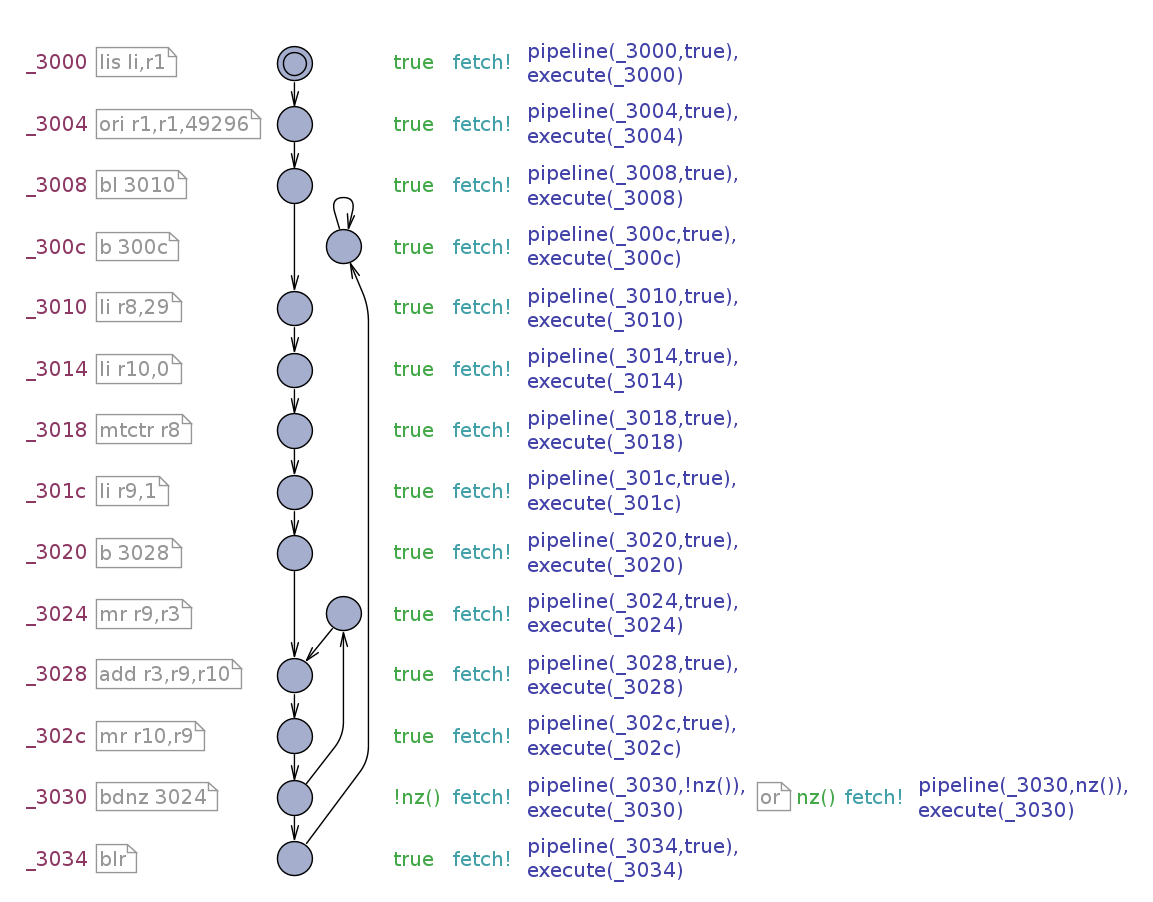 _3000 lis li,r1 true fetch! pipeline(_3000,true),
execute(_3000)
_3004 ori r1,r1,49296 true fetch! pipeline(_3004,true),
execute(_3004)
_3008 bl 3010 true fetch! pipeline(_3008,true),
execute(_3008)
_300c b 300c true fetch! pipeline(_300c,true),
execute(_300c)
_3010 li r8,29 true fetch! pipeline(_3010,true),
execute(_3010)
_3014 li r10,0 true fetch! pipeline(_3014,true),
execute(_3014)
_3018 mtctr r8 true fetch! pipeline(_3018,true),
execute(_3018)
_301c li r9,1 true fetch! pipeline(_301c,true),
execute(_301c)
_3020 b 3028 true fetch! pipeline(_3020,true),
execute(_3020)
_3024 mr r9,r3 true fetch! pipeline(_3024,true),
execute(_3024)
_3028 add r3,r9,r10 true fetch! pipeline(_3028,true),
execute(_3028)
_302c mr r10,r9 true fetch! pipeline(_302c,true),
execute(_302c)
_3030 bdnz 3024 !nz() fetch! pipeline(_3030,!nz()), or nz() fetch! pipeline(_3030,nz()),
execute(_3030) execute(_3030)
_3034 blr true fetch! pipeline(_3034,true),
execute(_3034)